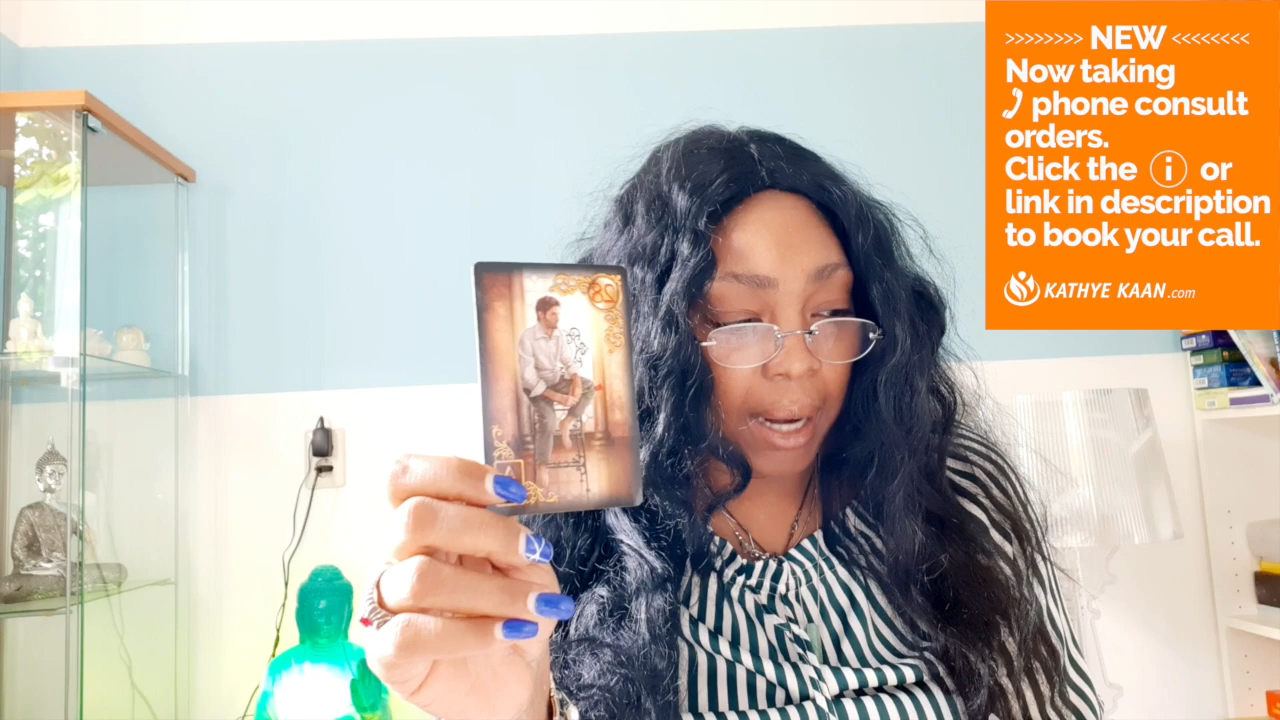 >>>>>>>> NEW <<<<<<<<
Now taking
phone consult
orders.
Click the i or
link in description
to book your call.
KATHYE KAAN.com
28